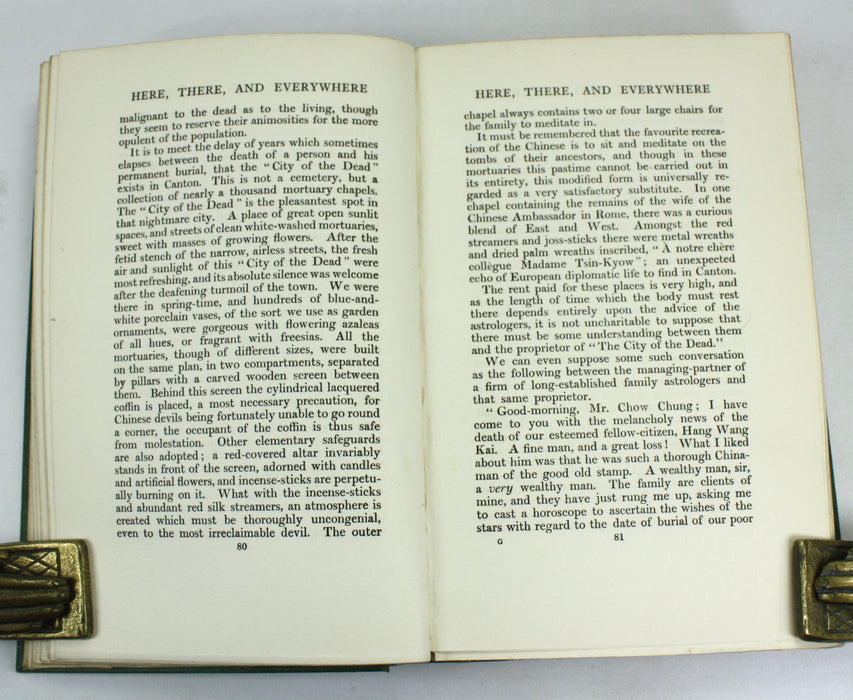 HERE, THERE, AND EVERYWHERE
malignant to the dead as to the living, though
they seem to reserve their animosities for the more
opulent of the population.
It is to meet the delay of years which sometimes
elapses between the death of a person and his
permanent burial, that the "City of the Dead"
exists in Canton. This is not a cemetery, but a
collection of nearly a thousand mortuary chapels.
The "City of the Dead" is the pleasantest spot in
that nightmare city. A place of great open sunlit
spaces, and streets of clean white-washed mortuaries,
sweet with masses of growing flowers. After the
fetid stench of the narrow, airless streets, the fresh
air and sunlight of this "City of the Dead" were
most refreshing, and its absolute silence was welcome
after the deafening turmoil of the town. We were
there in spring-time, and hundreds of blue-and-
white porcelain vases, of the sort we use as garden
ornaments, were gorgeous with flowering azaleas
of all hues, or fragrant with freesias. All the
mortuaries, though of different sizes, were built
on the same plan, in two compartments, separated
by pillars with a carved wooden screen between
them. Behind this screen the cylindrical lacquered
coffin is placed, a most necessary precaution, for
Chinese devils being fortunately unable to go round
a corner, the occupant of the coffin is thus safe
from molestation. Other elementary safeguards
are also adopted; a red-covered altar invariably
stands in front of the screen, adorned with candles
and artificial flowers, and incense-sticks are perpetu-
ally burning on it. What with the incense-sticks
and abundant red silk streamers, an atmosphere is
created which must be thoroughly uncongenial,
even to the most irreclaimable devil. The outer
80
HERE, THERE, AND EVERYWHERE
chapel always contains two or four large chairs for
the family to meditate in.
It must be remembered that the favourite recrea-
tion of the Chinese is to sit and meditate on the
tombs of their ancestors, and though in these
mortuaries this pastime cannot be carried out in
its entirety, this modified form is universally re-
garded as a very satisfactory substitute. In one
chapel containing the remains of the wife of the
Chinese Ambassador in Rome, there was a curious
blend of East and West. Amongst the red
streamers and joss-sticks there were metal wreaths
and dried palm wreaths inscribed, "A notre chère
collègue Madame Tsin-Kyow"; an unexpected
echo of European diplomatic life to find in Canton.
The rent paid for these places is very high, and
as the length of time which the body must rest
there depends entirely upon the advice of the
astrologers, it is not uncharitable to suppose that
there must be some understanding between them
and the proprietor of "The City of the Dead."
We can even suppose some such conversation
as the following between the managing-partner of
a firm of long-established family astrologers and
that same proprietor.
"Good-morning, Mr. Chow Chung; I have
come to you with the melancholy news of the
death of our esteemed fellow-citizen, Hang Wang
Kai. A fine man, and a great loss! What I liked
about him was that he was such a thorough China-
man of the good old stamp. A wealthy man, sir,
a very wealthy man. The family are clients of
mine, and they have just rung me up, asking me
to cast a horoscope to ascertain the wishes of the
stars with regard to the date of burial of our poor
G 81